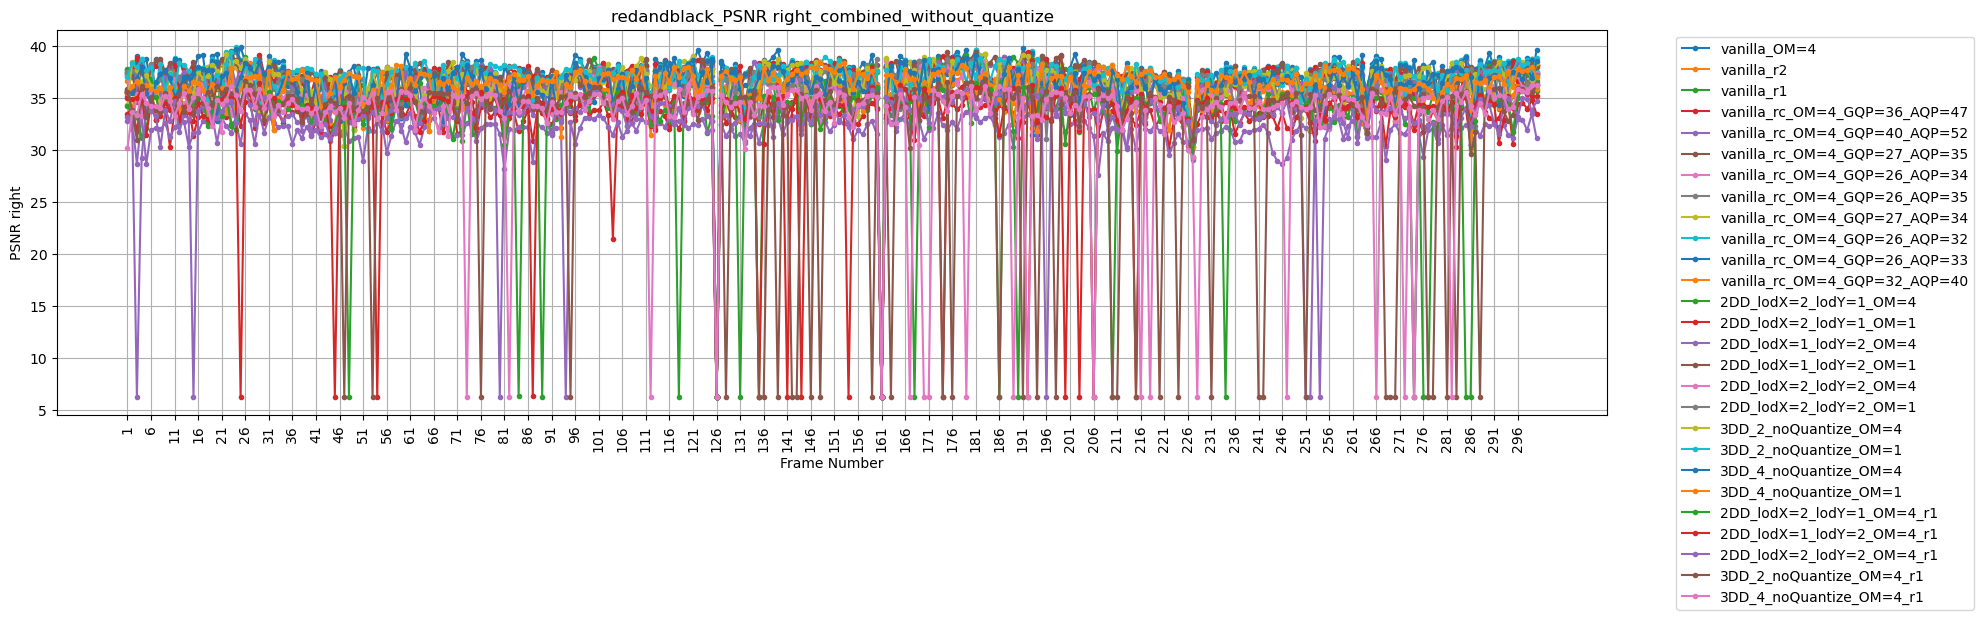 redandblack_PSNR right_combined_without_quantize
PSNR right
40
35
30
25
20
15
10
5
1 6 11 16 21 26 31 36 41 46 51 56 61 66 71 76 81 86 91 96 101 106 111 116 121 126 131 136 141 146 151 156 161 166 171 176 181 186 191 196 201 206 211 216 221 226 231 236 241 246 251 256 261 266 271 276 281 286 291 296
Frame Number
vanilla_OM=4
vanilla_r2
vanilla_r1
vanilla_rc_OM=4_GQP=36_AQP=47
vanilla_rc_OM=4_GQP=40_AQP=52
vanilla_rc_OM=4_GQP=27_AQP=35
vanilla_rc_OM=4_GQP=26_AQP=34
vanilla_rc_OM=4_GQP=26_AQP=35
vanilla_rc_OM=4_GQP=27_AQP=34
vanilla_rc_OM=4_GQP=26_AQP=32
vanilla_rc_OM=4_GQP=26_AQP=33
vanilla_rc_OM=4_GQP=32_AQP=40
2DD_lodX=2_lodY=1_OM=4
2DD_lodX=2_lodY=1_OM=1
2DD_lodX=1_lodY=2_OM=4
2DD_lodX=1_lodY=2_OM=1
2DD_lodX=2_lodY=2_OM=4
2DD_lodX=2_lodY=2_OM=1
3DD_2_noQuantize_OM=4
3DD_2_noQuantize_OM=1
3DD_4_noQuantize_OM=4
3DD_4_noQuantize_OM=1
2DD_lodX=2_lodY=1_OM=4_r1
2DD_lodX=1_lodY=2_OM=4_r1
2DD_lodX=2_lodY=2_OM=4_r1
3DD_2_noQuantize_OM=4_r1
3DD_4_noQuantize_OM=4_r1